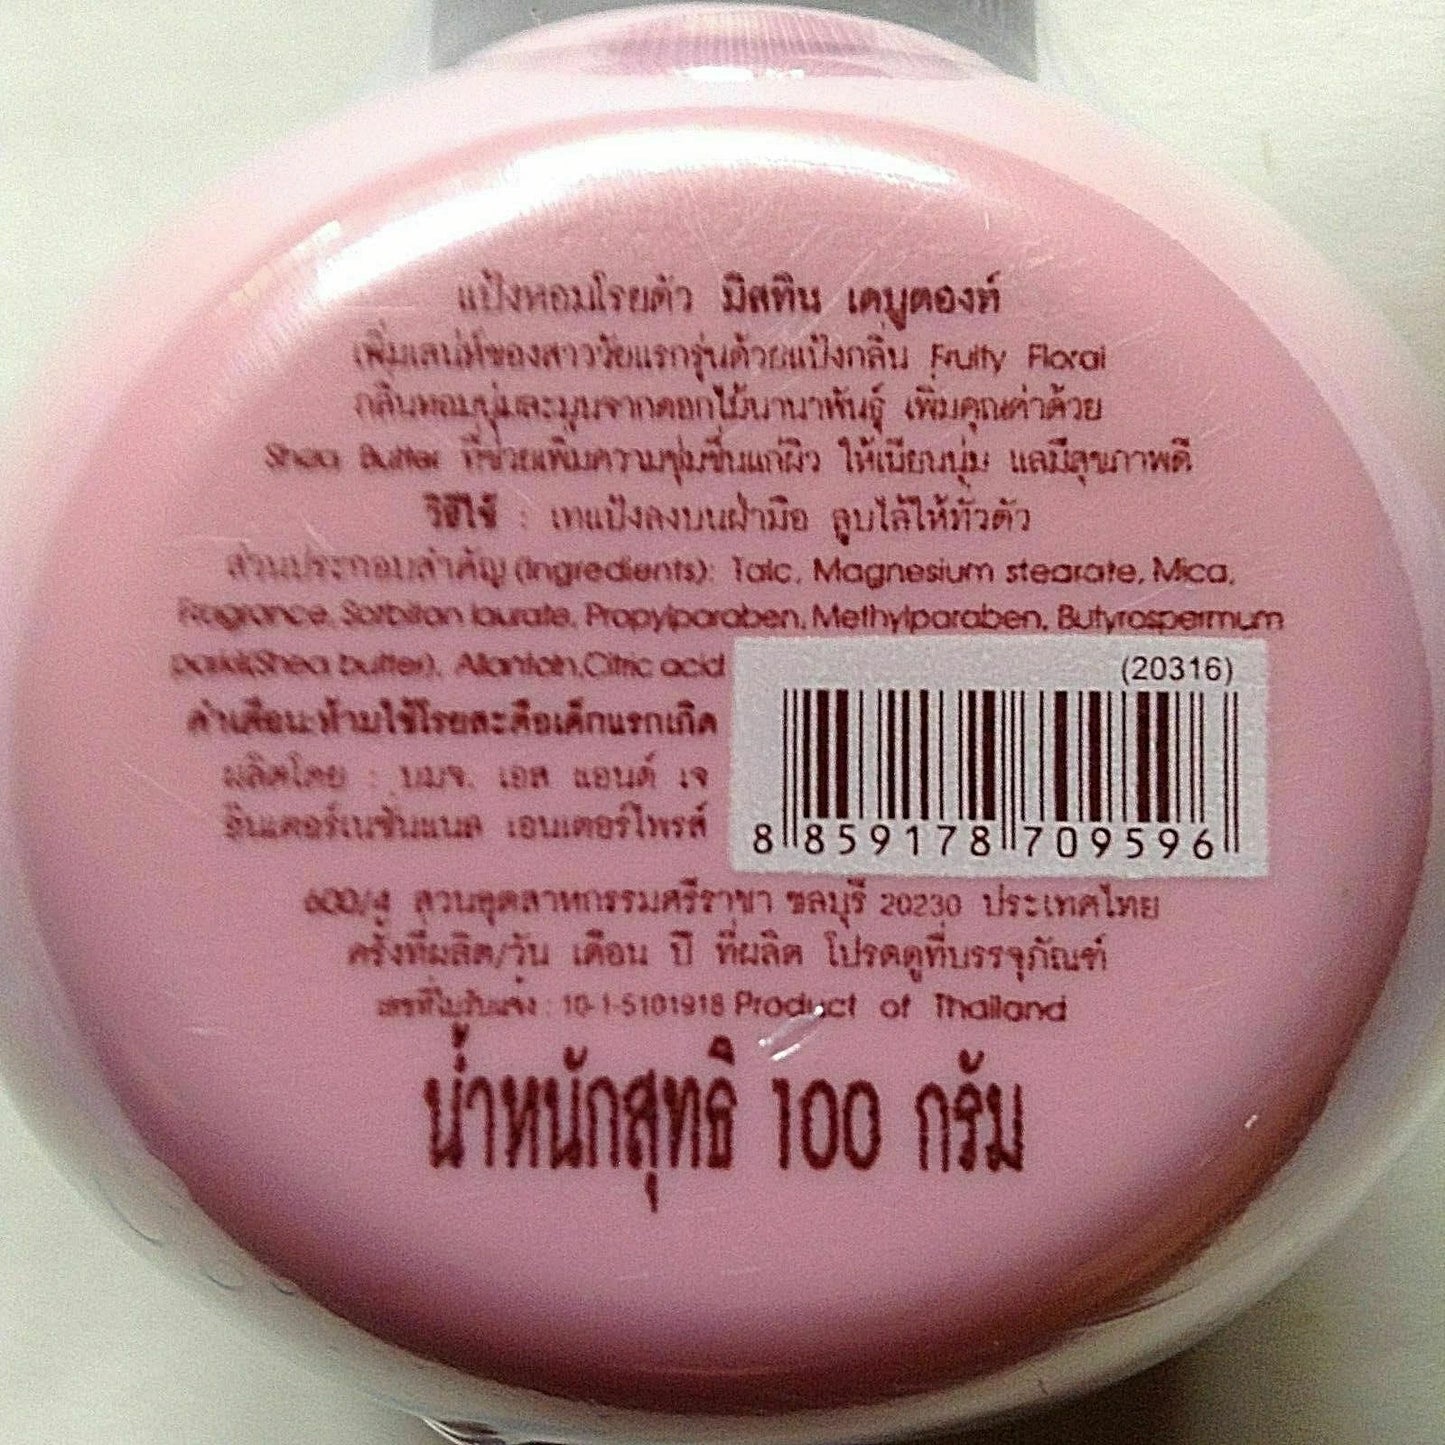 แป้งหอมโรยตัว มิสทิน เดบูตองท์
เพิ่มเสน่ห์ของสาววัยแรกรุ่นด้วยแป้งกลิ่น Fruity Floral
กลิ่นหอมนุ่มละมุนจากดอกไม้นานาพันธุ์ เพิ่มคุณค่าด้วย
Shea Butter ที่ช่วยเพิ่มความชุ่มชื่นแก่ผิว ให้เนียนนุ่ม แลมีสุขภาพดี
วิธีใช้ : เทแป้งลงบนฝ่ามือ ลูบไล้ให้ทั่วตัว
ส่วนประกอบสำคัญ (Ingredients): Talc, Magnesium stearate, Mica,
Fragrance, Sorbitan laurate, Propylparaben, Methylparaben, Butyrospermum
parkii(Shea butter), Allantoin,Citric acid
(20316)
คำเตือน:ห้ามใช้โรยสะดือเด็กแรกเกิด
ผลิตโดย : บมจ. เอส แอนด์ เจ
อินเตอร์เนชั่นแนล เอนเตอร์ไพรส์
8 859178 709596
600/4 สวนอุตสาหกรรมศรีราชา ชลบุรี 20230 ประเทศไทย
ครั้งที่ผลิต/วัน เดือน ปี ที่ผลิต โปรดดูที่บรรจุภัณฑ์
เลขที่ใบรับแจ้ง : 10-1-5101918 Product of Thailand
น้ำหนักสุทธิ 100 กรัม